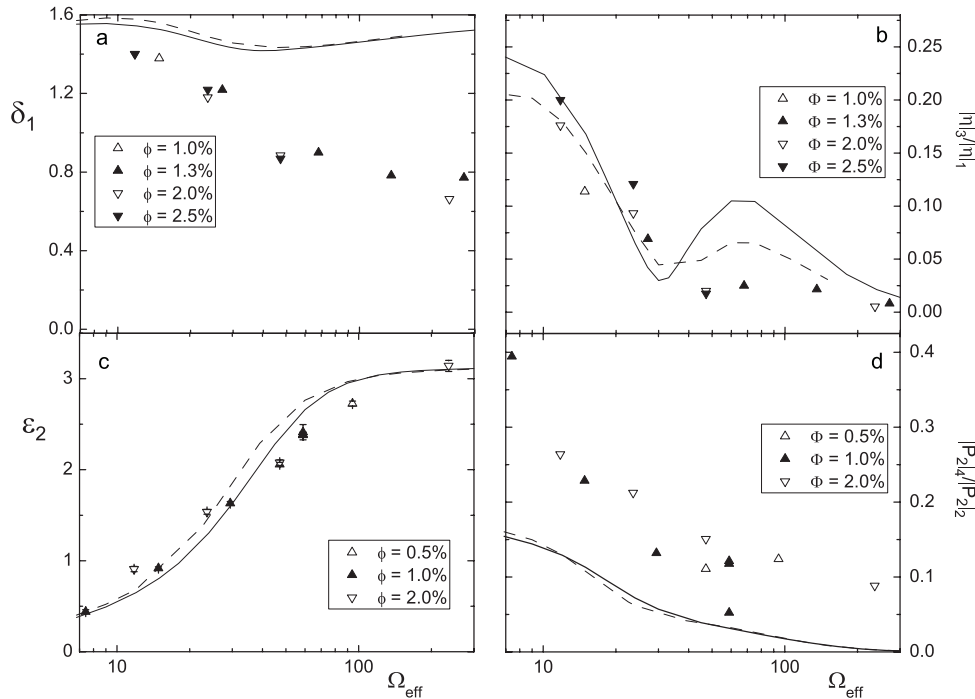 1.6
1.2
0.8
0.4
0.0
a
δ1
ϕ = 1.0%
ϕ = 1.3%
ϕ = 2.0%
ϕ = 2.5%
b
0.25
0.20
0.15
0.10
0.05
0.00
|η|3/|η|1
Φ = 1.0%
Φ = 1.3%
Φ = 2.0%
Φ = 2.5%
c
3
2
1
0
ε2
ϕ = 0.5%
ϕ = 1.0%
ϕ = 2.0%
10
100
Ωeff
d
0.4
0.3
0.2
0.1
0.0
|P2|4/|P2|2
Φ = 0.5%
Φ = 1.0%
Φ = 2.0%
10
100
Ωeff